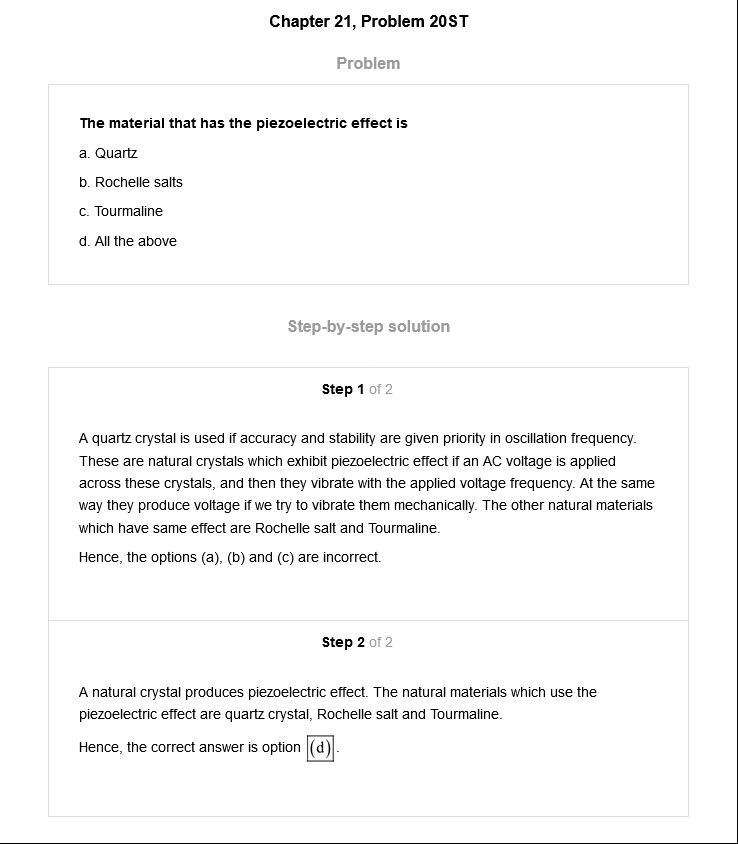 Chapter 21, Problem 20ST
Problem
The material that has the piezoelectric effect is
a. Quartz
b. Rochelle salts
c. Tourmaline
d. All the above
Step-by-step solution
Step 1 of 2
A quartz crystal is used if accuracy and stability are given priority in oscillation frequency.
These are natural crystals which exhibit piezoelectric effect if an AC voltage is applied
across these crystals, and then they vibrate with the applied voltage frequency. At the same
way they produce voltage if we try to vibrate them mechanically. The other natural materials
which have same effect are Rochelle salt and Tourmaline.
Hence, the options (a), (b) and (c) are incorrect.
Step 2 of 2
A natural crystal produces piezoelectric effect. The natural materials which use the
piezoelectric effect are quartz crystal, Rochelle salt and Tourmaline.
Hence, the correct answer is option (d).